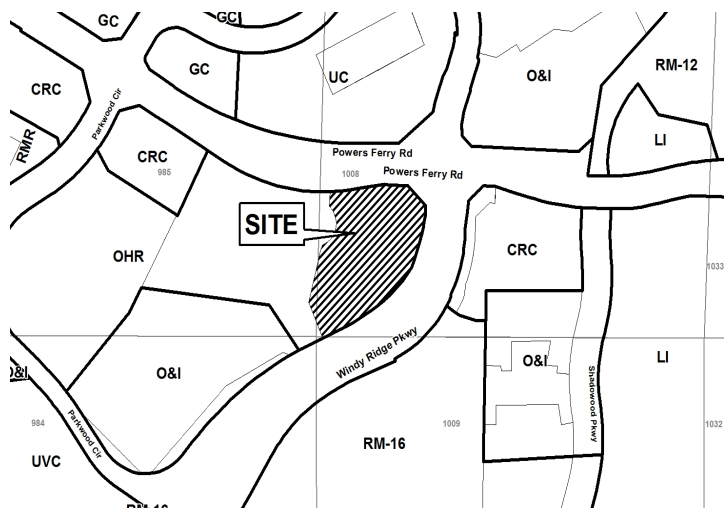 GC
UC
O&I
RM-12
CRC
GC
Parkwood Cir
RMR
CRC
985
Powers Ferry Rd
1008
Powers Ferry Rd
LI
SITE
OHR
CRC
1033
O&I
Windy Ridge Pkwy
O&I
LI
O&I
Shadowood Pkwy
984
Parkwood Cir
1009
1032
RM-16
UVC